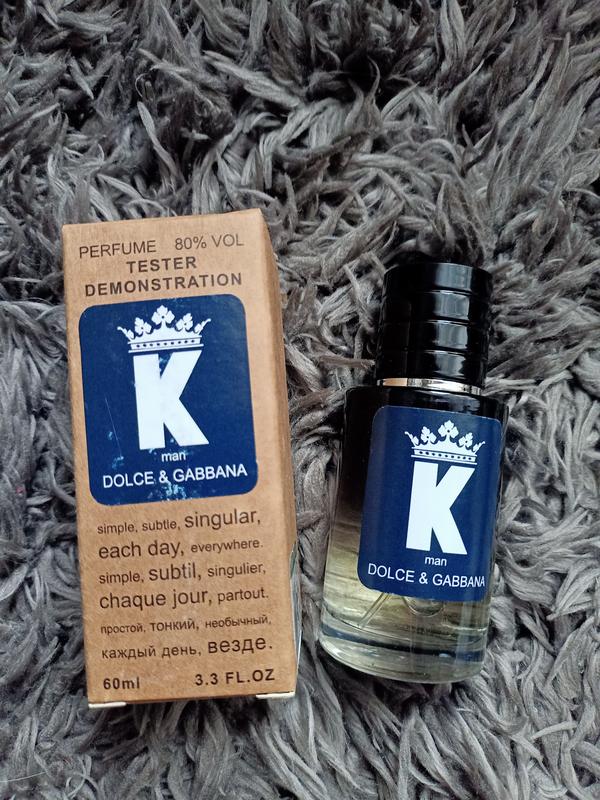 PERFUME 80% VOL
TESTER
DEMONSTRATION
K
man
DOLCE & GABBANA
simple, subtle, singular,
each day, everywhere.
simple, subtil, singulier,
chaque jour, partout.
простой, тонкий, необычный,
каждый день, везде.
60ml 3.3 FL.OZ
K
man
DOLCE & GABBANA